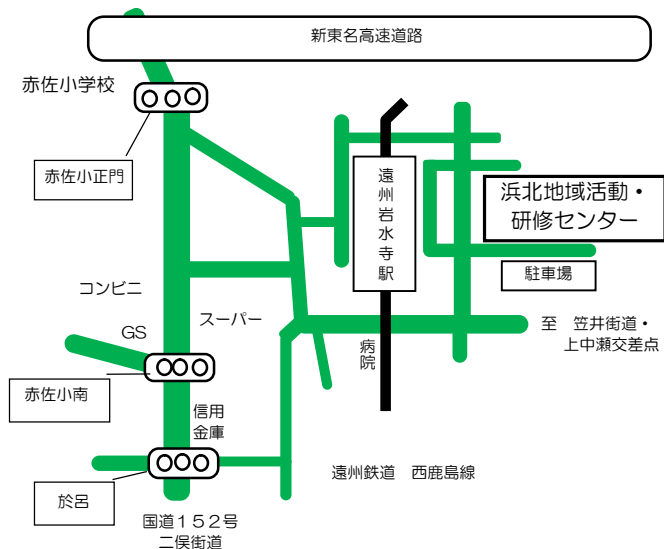 新東名高速道路
赤佐小学校
赤佐小正門
遠州岩水寺駅
浜北地域活動・
研修センター
駐車場
コンビニ
スーパー
GS
至　笠井街道・
上中瀬交差点
病院
赤佐小南
信用
金庫
遠州鉄道　西鹿島線
於呂
国道１５２号
二俣街道